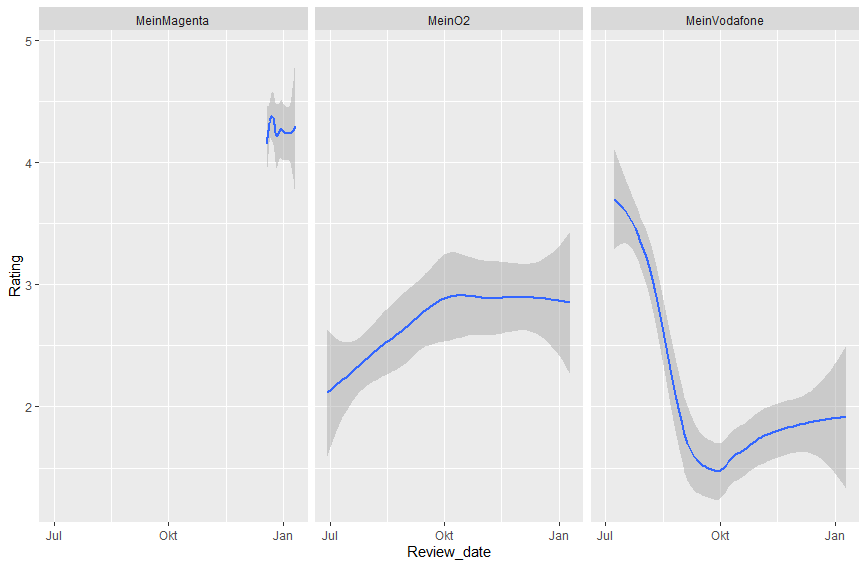 MeinMagenta MeinO2 MeinVodafone
5
4
3
2
Rating
Jul Okt Jan Jul Okt Jan Jul Okt Jan
Review_date